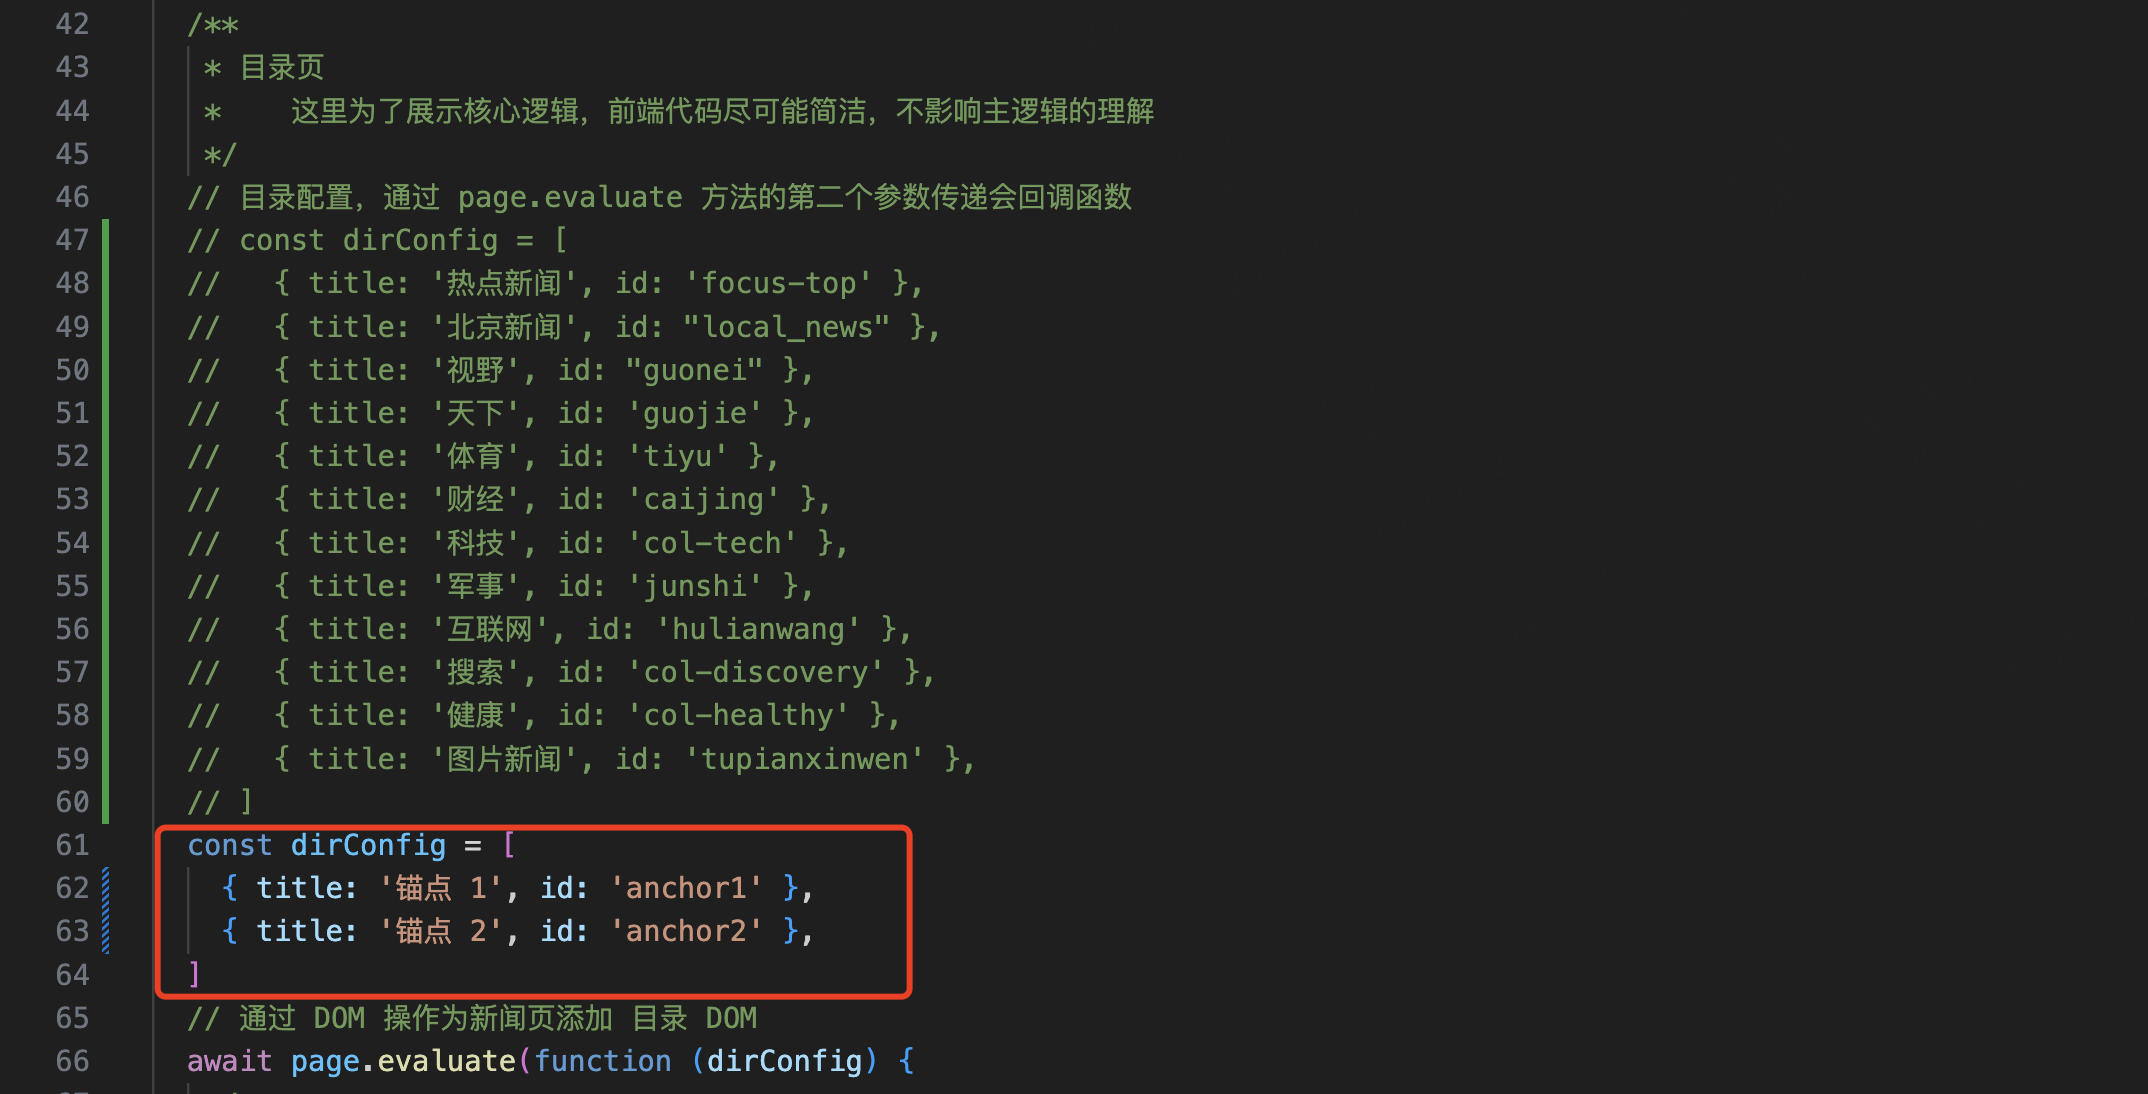 42 /**
43 * 目录页
44 * 这里为了展示核心逻辑，前端代码尽可能简洁，不影响主逻辑的理解
45 */
46 // 目录配置，通过 page.evaluate 方法的第二个参数传递会回调函数
47 // const dirConfig = [
48 //   { title: '热点新闻', id: 'focus-top' },
49 //   { title: '北京新闻', id: "local_news" },
50 //   { title: '视野', id: "guonei" },
51 //   { title: '天下', id: 'guojie' },
52 //   { title: '体育', id: 'tiyu' },
53 //   { title: '财经', id: 'caijing' },
54 //   { title: '科技', id: 'col-tech' },
55 //   { title: '军事', id: 'junshi' },
56 //   { title: '互联网', id: 'hulianwang' },
57 //   { title: '搜索', id: 'col-discovery' },
58 //   { title: '健康', id: 'col-healthy' },
59 //   { title: '图片新闻', id: 'tupianxinwen' },
60 // ]
61 const dirConfig = [
62   { title: '锚点 1', id: 'anchor1' },
63   { title: '锚点 2', id: 'anchor2' },
64 ]
65 // 通过 DOM 操作为新闻页添加 目录 DOM
66 await page.evaluate(function (dirConfig) {